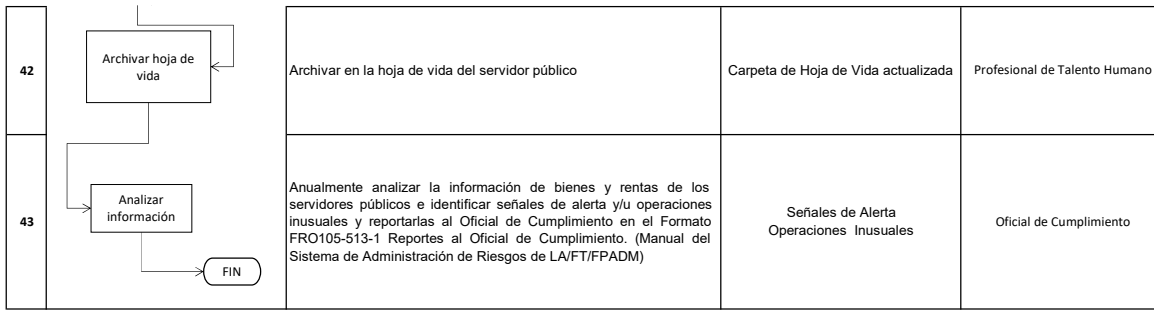 42
Archivar hoja de
vida
Archivar en la hoja de vida del servidor público
Carpeta de Hoja de Vida actualizada
Profesional de Talento Humano
43
Analizar
información
FIN
Anualmente analizar la información de bienes y rentas de los
servidores públicos e identificar señales de alerta y/u operaciones
inusuales y reportarlas al Oficial de Cumplimiento en el Formato
FRO105-513-1 Reportes al Oficial de Cumplimiento. (Manual del
Sistema de Administración de Riesgos de LA/FT/FPADM)
Señales de Alerta
Operaciones Inusuales
Oficial de Cumplimiento